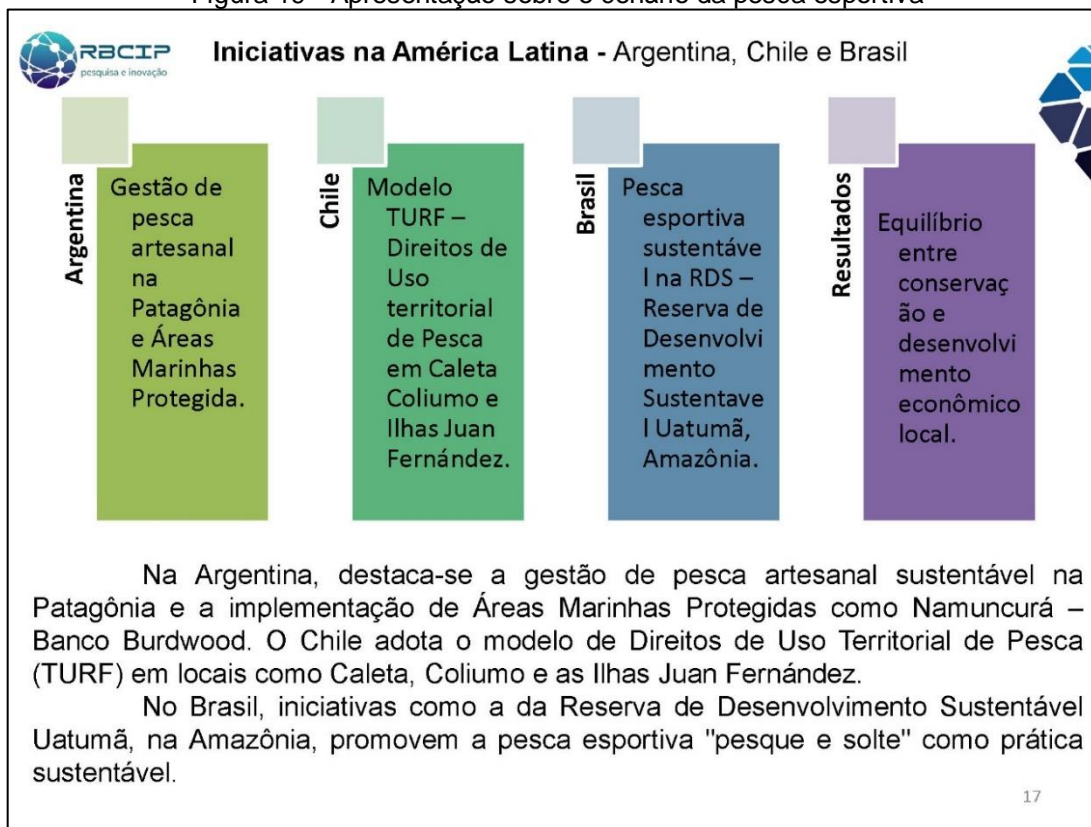 Apresentação sobre o cenário da pesca esportiva
RBCIP
pesquisa e inovação
Iniciativas na América Latina - Argentina, Chile e Brasil
Argentina
Gestão de
pesca
artesanal
na
Patagônia
e Áreas
Marinhas
Protegida.
Chile
Modelo
TURF –
Direitos de
Uso
territorial
de Pesca
em Caleta
Coliumo e
Ilhas Juan
Fernández.
Brasil
Pesca
esportiva
sustentáve
l na RDS –
Reserva de
Desenvolvi
mento
Sustentave
l Uatumã,
Amazônia.
Resultados
Equilíbrio
entre
conservaç
ão e
desenvolvi
mento
econômico
local.
Na Argentina, destaca-se a gestão de pesca artesanal sustentável na
Patagônia e a implementação de Áreas Marinhas Protegidas como Namuncurá –
Banco Burdwood. O Chile adota o modelo de Direitos de Uso Territorial de Pesca
(TURF) em locais como Caleta, Coliumo e as Ilhas Juan Fernández.
No Brasil, iniciativas como a da Reserva de Desenvolvimento Sustentável
Uatumã, na Amazônia, promovem a pesca esportiva "pesque e solte" como prática
sustentável.
17